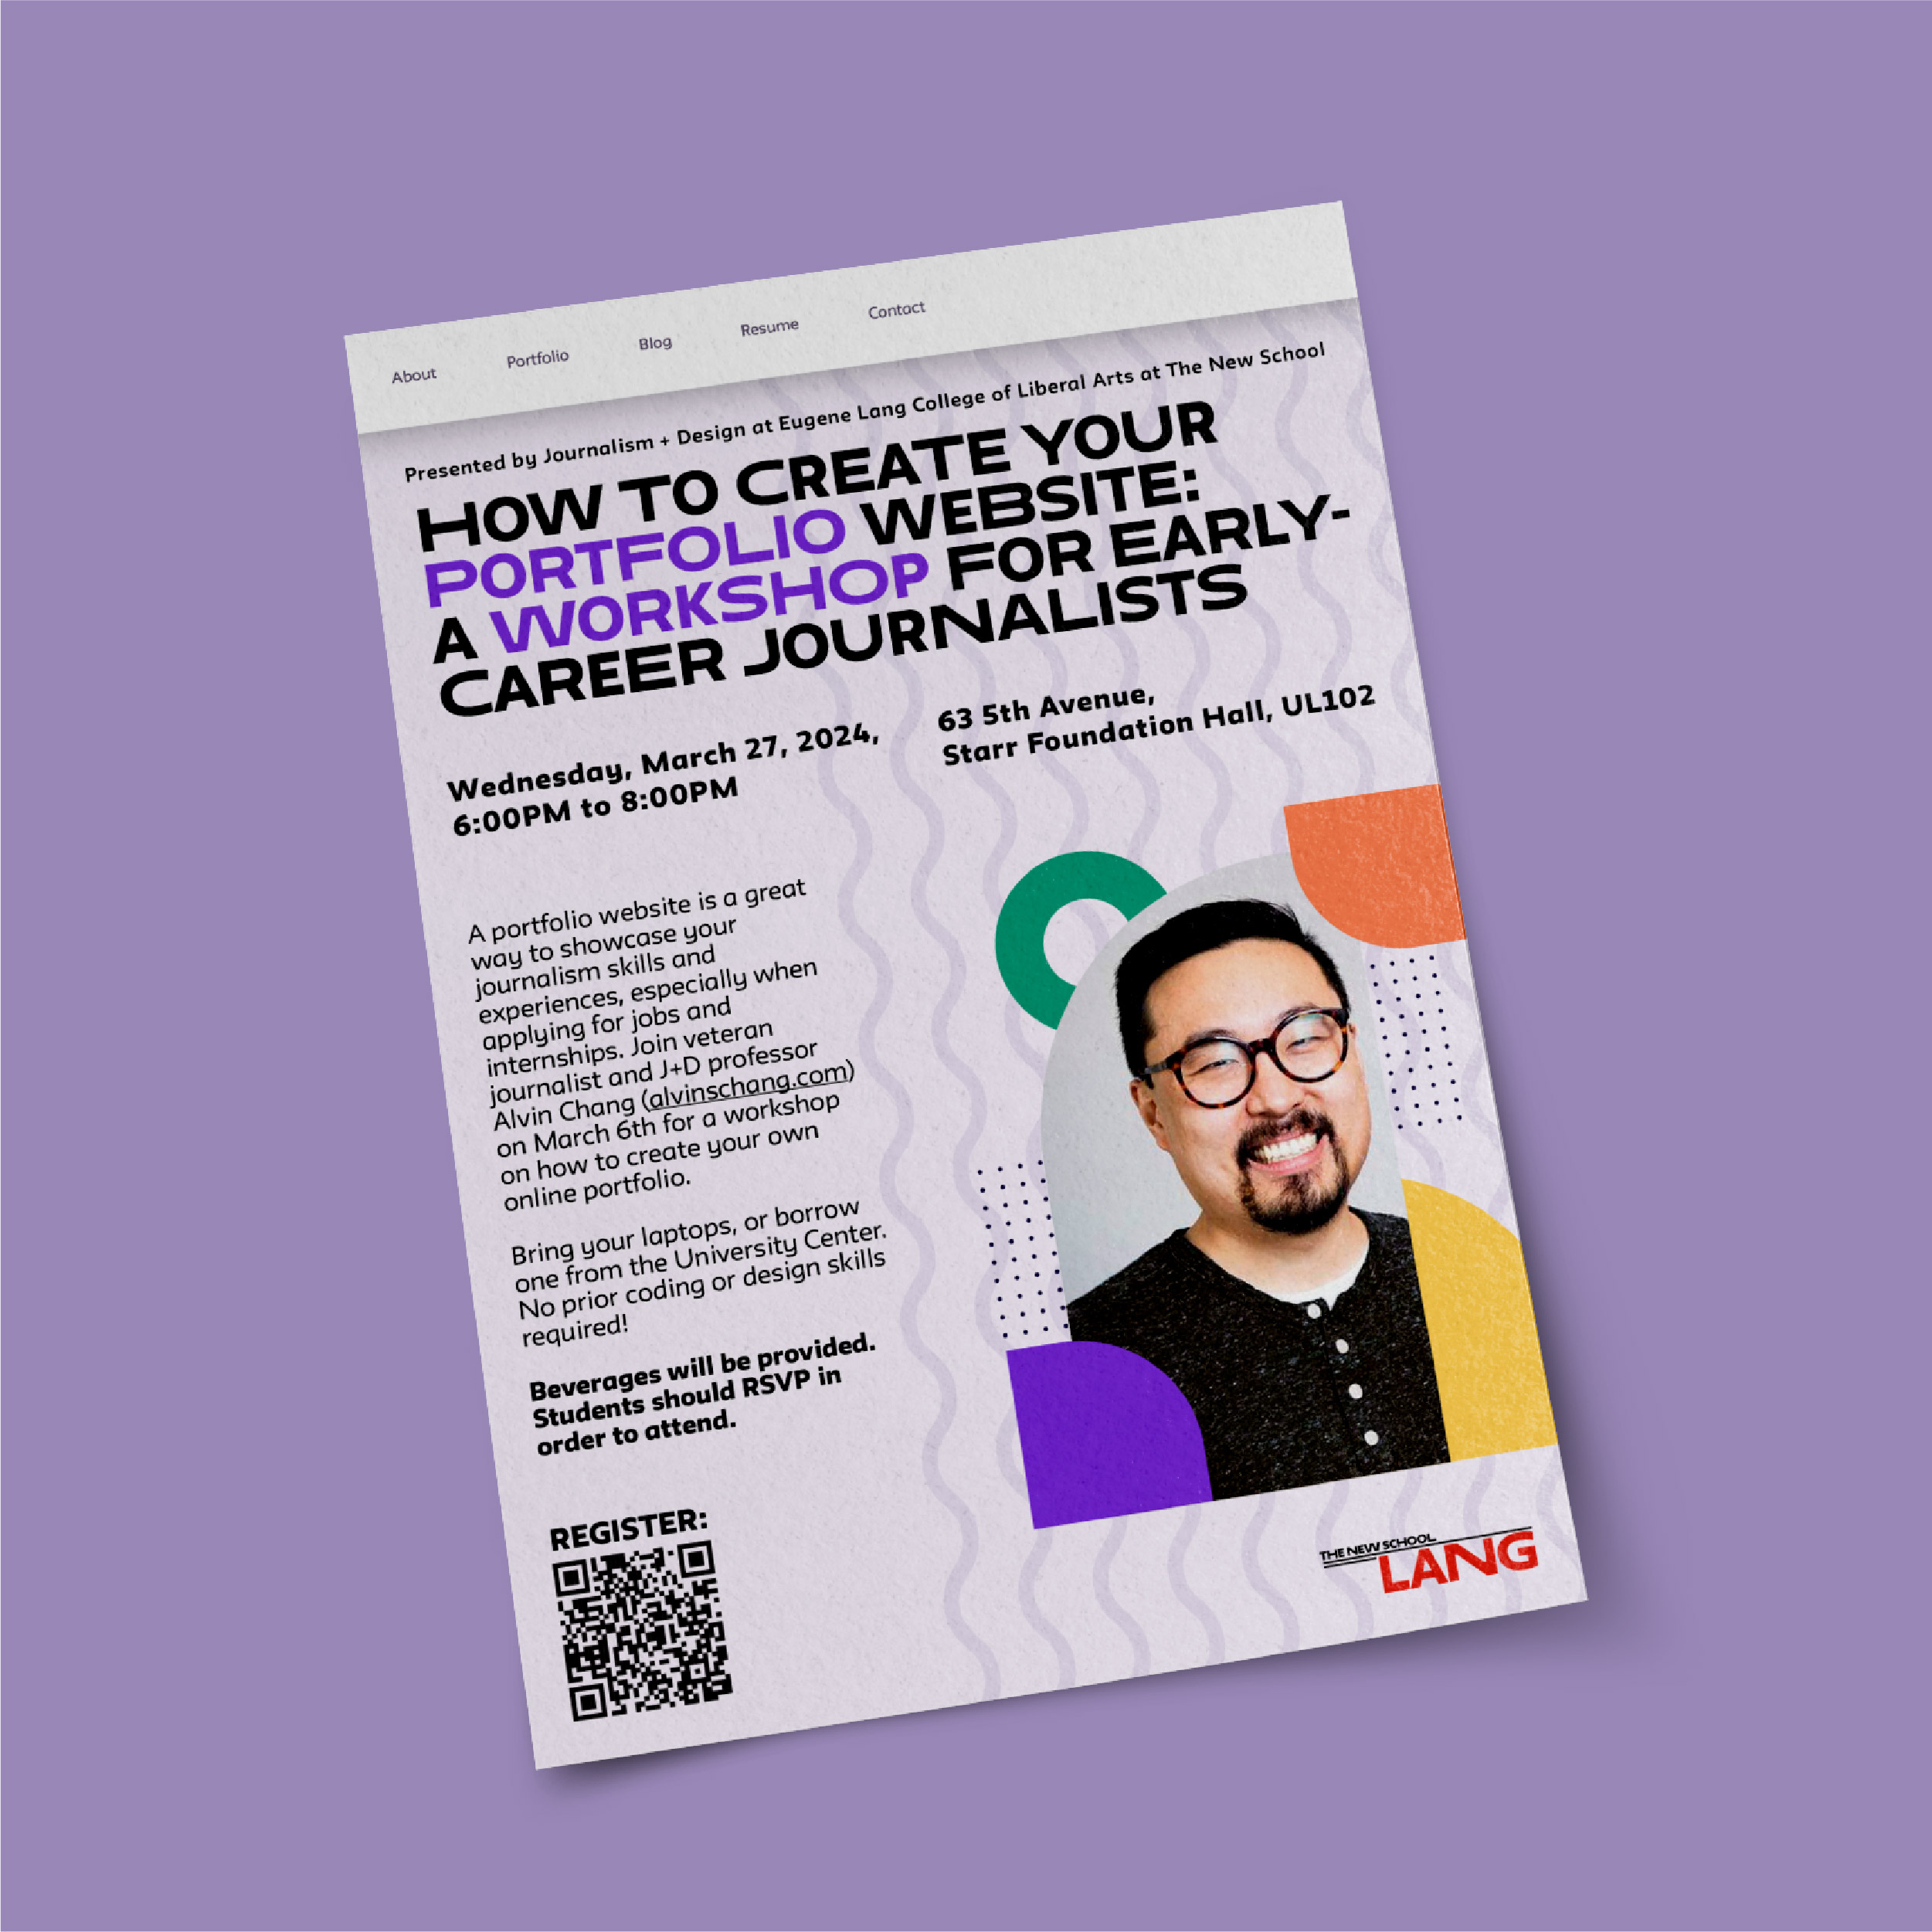 About Portfolio Blog Resume Contact
Presented by Journalism + Design at Eugene Lang College of Liberal Arts at The New School
HOW TO CREATE YOUR
PORTFOLIO WEBSITE:
A WORKSHOP FOR EARLY-
CAREER JOURNALISTS
Wednesday, March 27, 2024,
6:00PM to 8:00PM
63 5th Avenue,
Starr Foundation Hall, UL102
A portfolio website is a great
way to showcase your
journalism skills and
experiences, especially when
applying for jobs and
internships. Join veteran
journalist and J+D professor
Alvin Chang (alvinschang.com)
on March 6th for a workshop
on how to create your own
online portfolio.
Bring your laptops, or borrow
one from the University Center.
No prior coding or design skills
required!
Beverages will be provided.
Students should RSVP in
order to attend.
REGISTER:
THE NEW SCHOOL
LANG